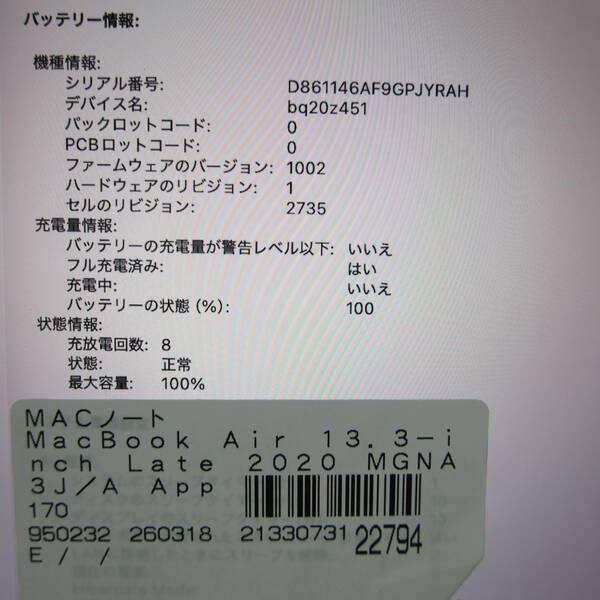 バッテリー情報:
機種情報:
シリアル番号: D861146AF9GPJYRAH
デバイス名: bq20z451
パックロットコード: 0
PCBロットコード: 0
ファームウェアのバージョン: 1002
ハードウェアのリビジョン: 1
セルのリビジョン: 2735
充電量情報:
バッテリーの充電量が警告レベル以下: いいえ
フル充電済み: はい
充電中: いいえ
バッテリーの状態 (%): 100
状態情報:
充放電回数: 8
状態: 正常
最大容量: 100%
MACノート
MacBook Air 13.3-i
nch Late 2020 MGNA
3J/A App
170
950232 260318 21330731 22794
E / /